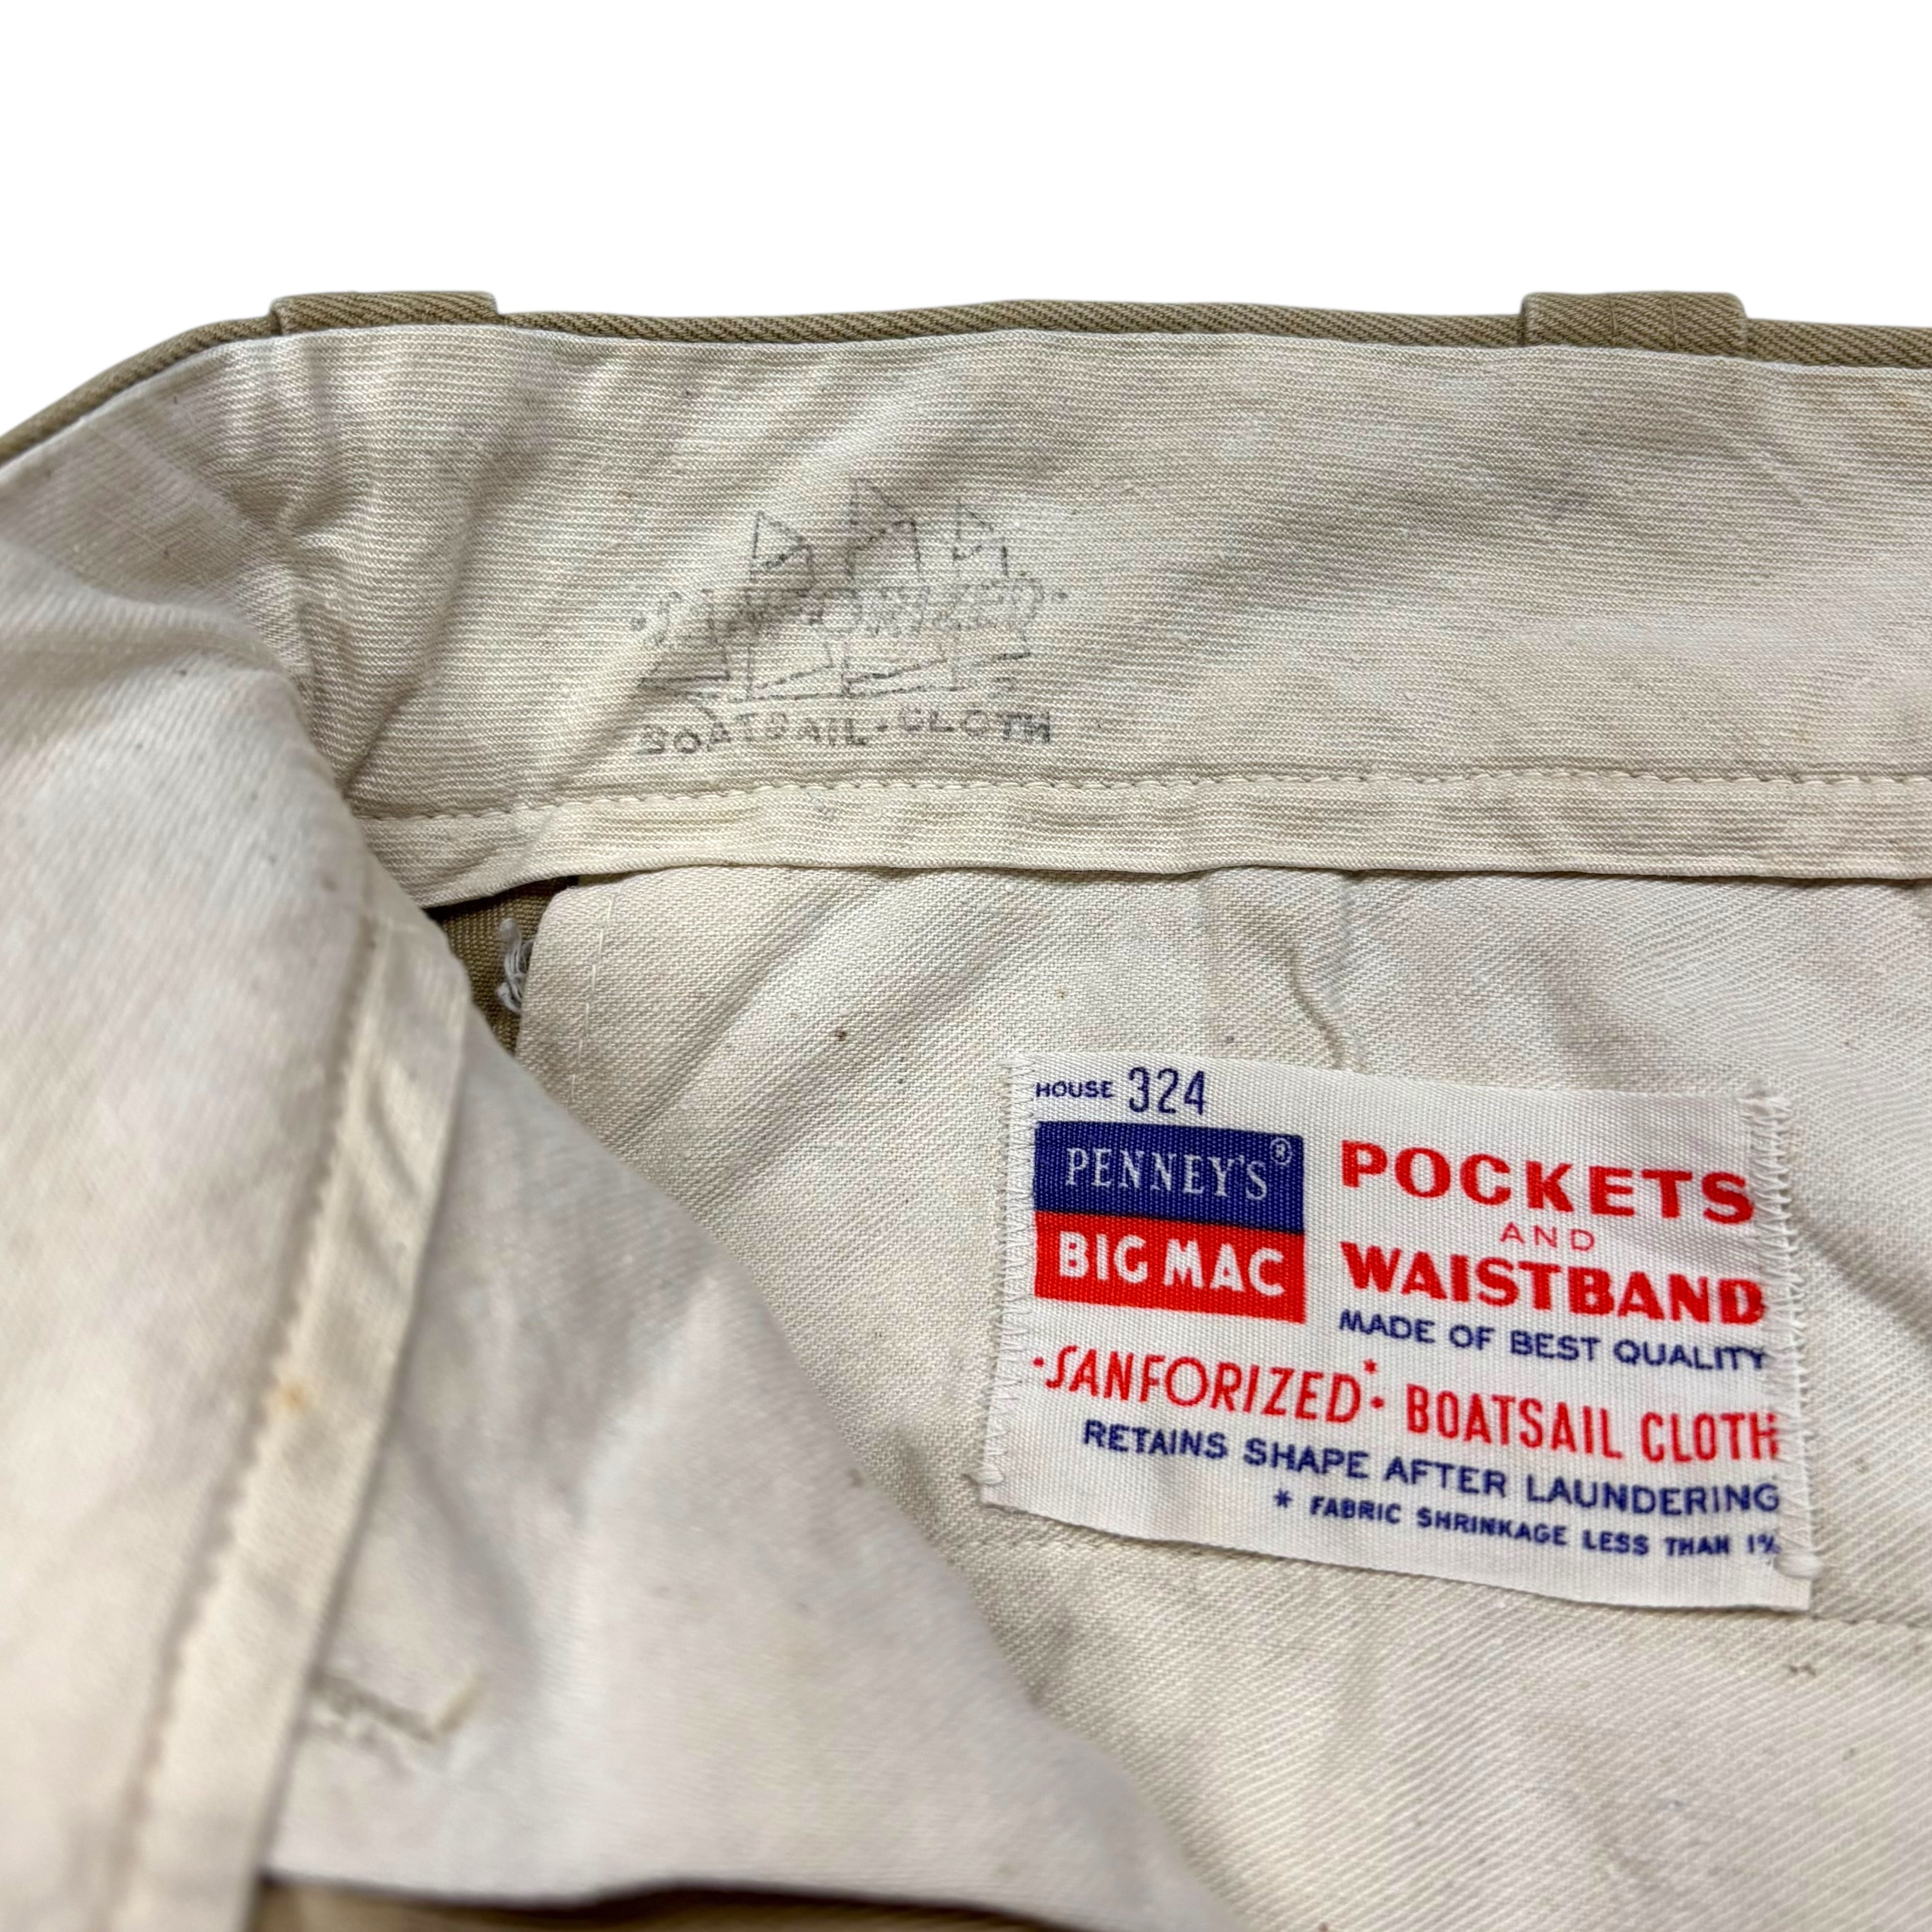 ·SANFORIZED·
BOATSAIL-CLOTH
HOUSE 324
PENNEY'S®
BIG MAC
POCKETS
AND
WAISTBAND
MADE OF BEST QUALITY
·SANFORIZED*· BOATSAIL CLOTH
RETAINS SHAPE AFTER LAUNDERING
* FABRIC SHRINKAGE LESS THAN 1%